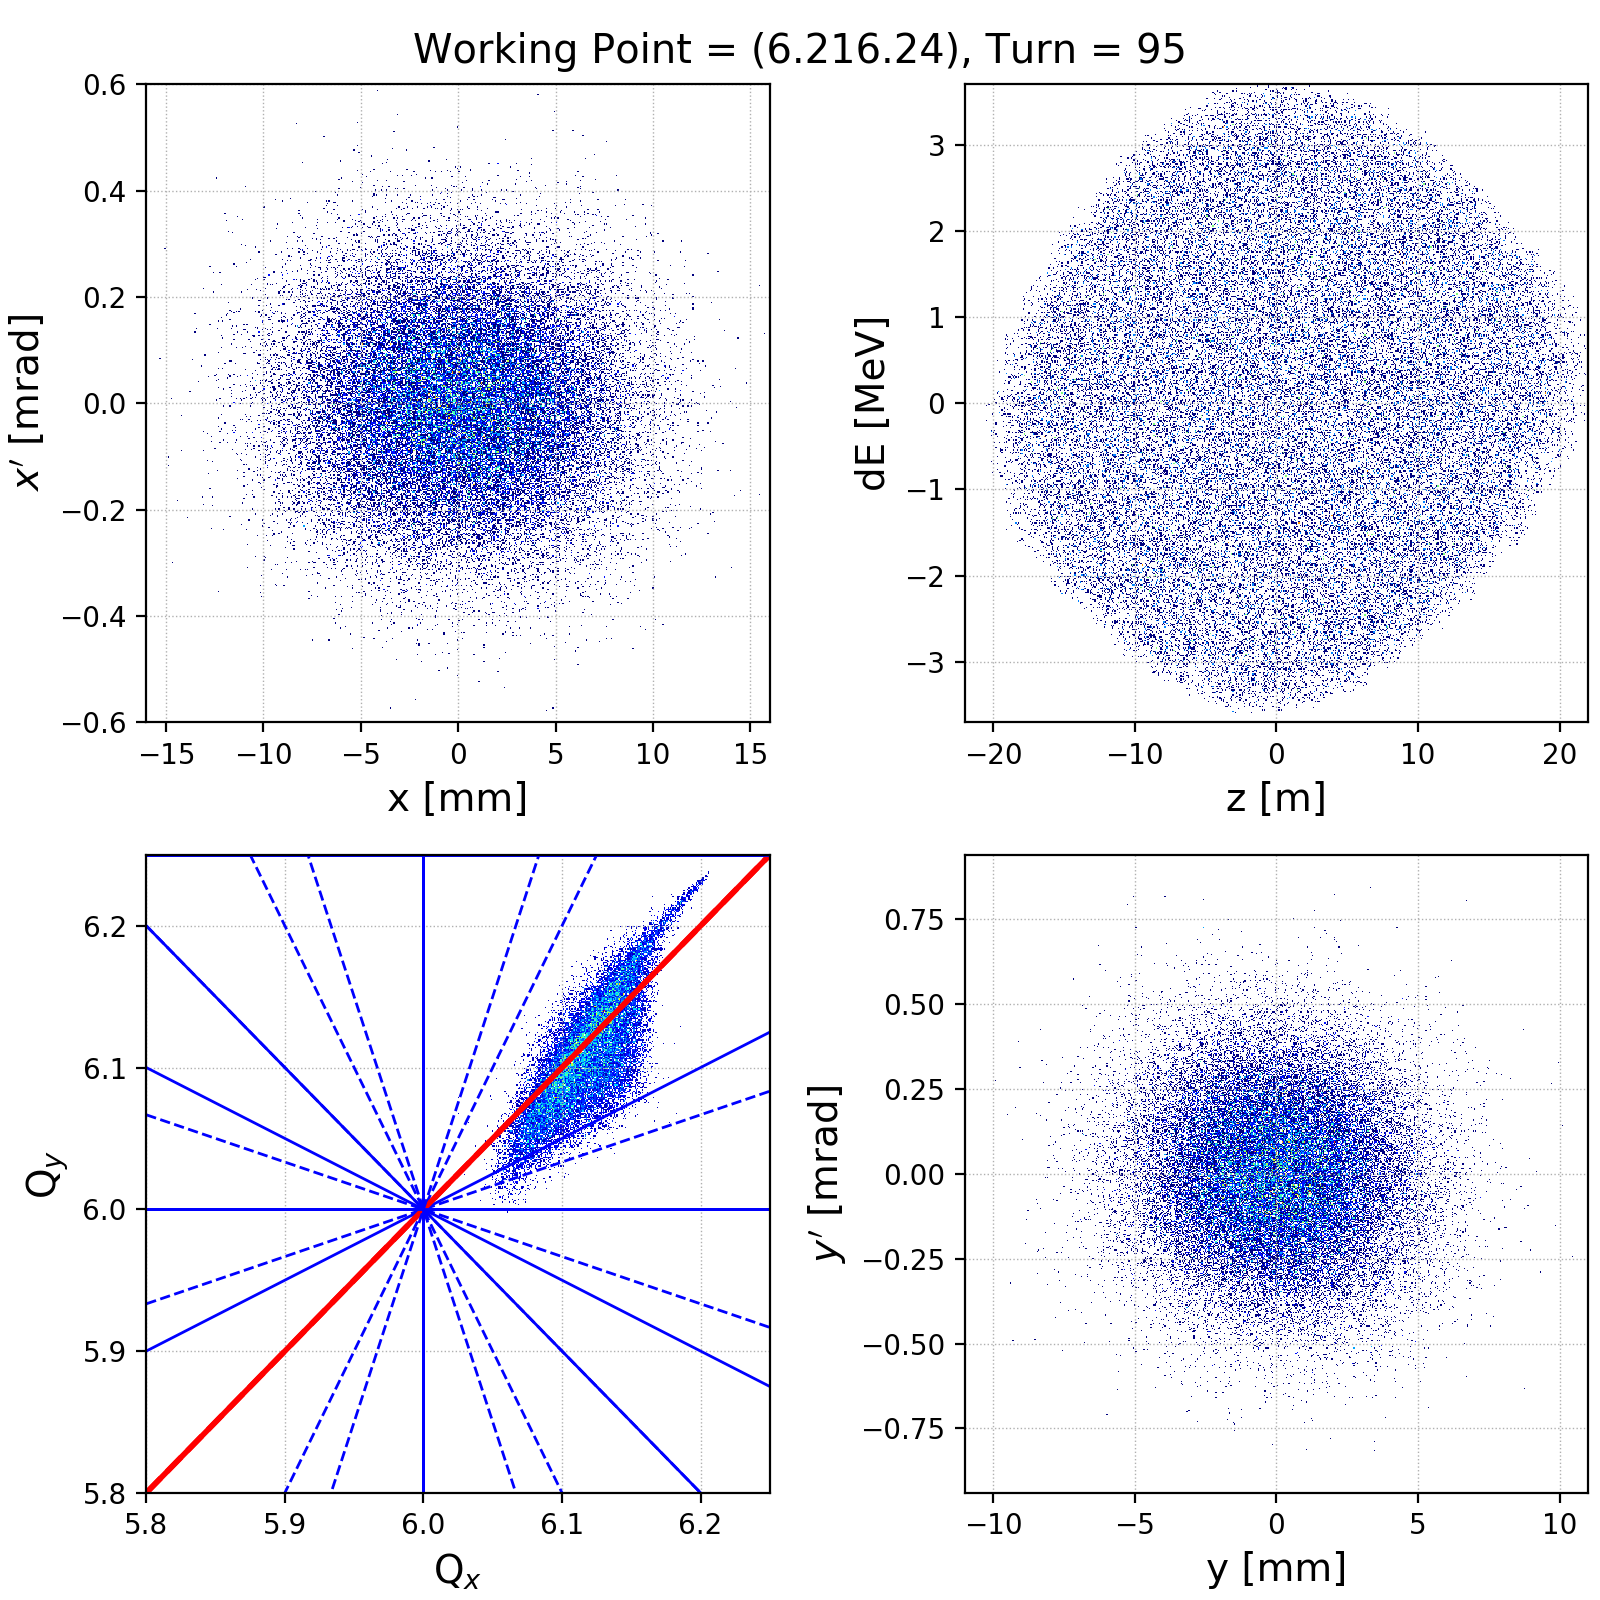 Working Point = (6.216.24), Turn = 95
0.6
0.4
0.2
0.0
−0.2
−0.4
−0.6
x′ [mrad]
−15 −10 −5 0 5 10 15
x [mm]
3
2
1
0
−1
−2
−3
dE [MeV]
−20 −10 0 10 20
z [m]
6.2
6.1
6.0
5.9
5.8
Qy
5.8 5.9 6.0 6.1 6.2
Qx
0.75
0.50
0.25
0.00
−0.25
−0.50
−0.75
y′ [mrad]
−10 −5 0 5 10
y [mm]